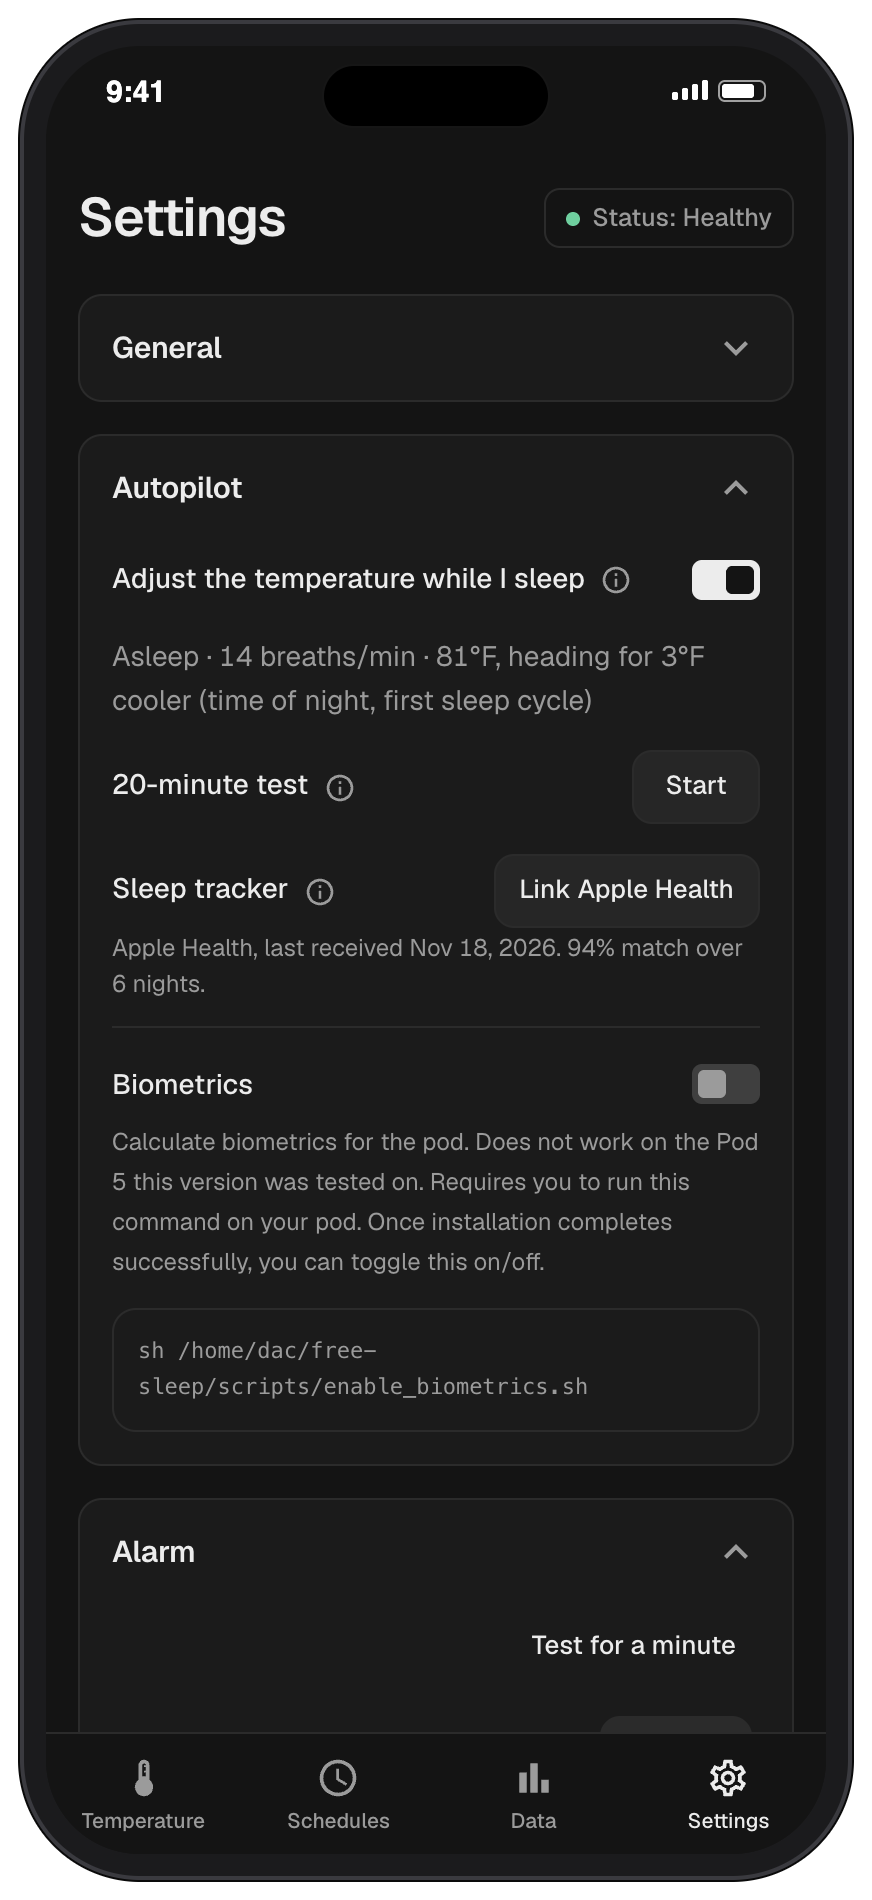 9:41
Settings
Status: Healthy
General
Autopilot
Adjust the temperature while I sleep
Asleep · 14 breaths/min · 81°F, heading for 3°F
cooler (time of night, first sleep cycle)
20-minute test
Start
Sleep tracker
Link Apple Health
Apple Health, last received Nov 18, 2026. 94% match over
6 nights.
Biometrics
Calculate biometrics for the pod. Does not work on the Pod
5 this version was tested on. Requires you to run this
command on your pod. Once installation completes
successfully, you can toggle this on/off.
sh /home/dac/free-
sleep/scripts/enable_biometrics.sh
Alarm
Test for a minute
Temperature
Schedules
Data
Settings